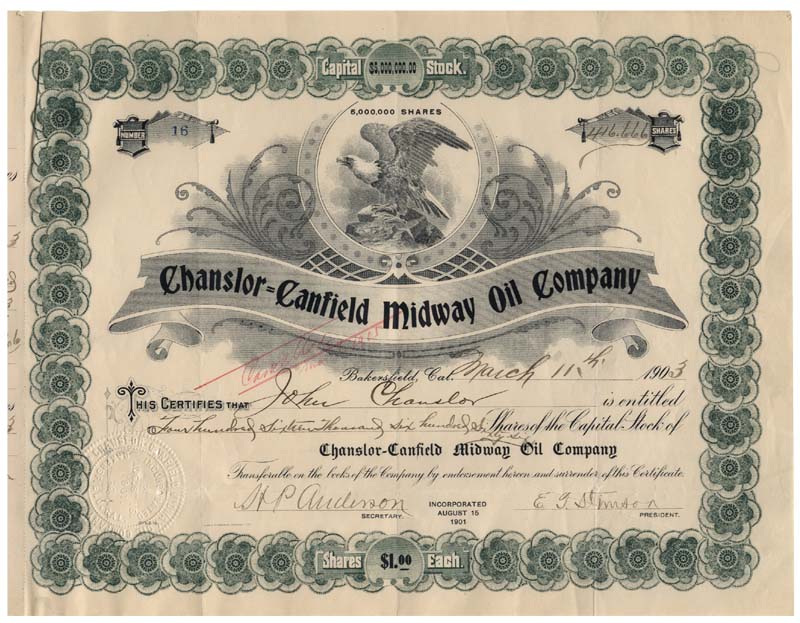 Capital $5,000,000.00 Stock.
5,000,000 SHARES
NUMBER 16
416.666 SHARES
Chanslor=Canfield Midway Oil Company
Bakersfield, Cal. March 11th. 1903
THIS CERTIFIES THAT John Chanslor is entitled
Four hundred Sixteen thousand six hundred Sixty six Shares of the Capital Stock of
Chanslor-Canfield Midway Oil Company
Transferable on the books of the Company by endorsement hereon and surrender of this Certificate.
H P Anderson
SECRETARY.
INCORPORATED
AUGUST 15
1901
E. T. Stimson
PRESIDENT.
Shares $1.00 Each.